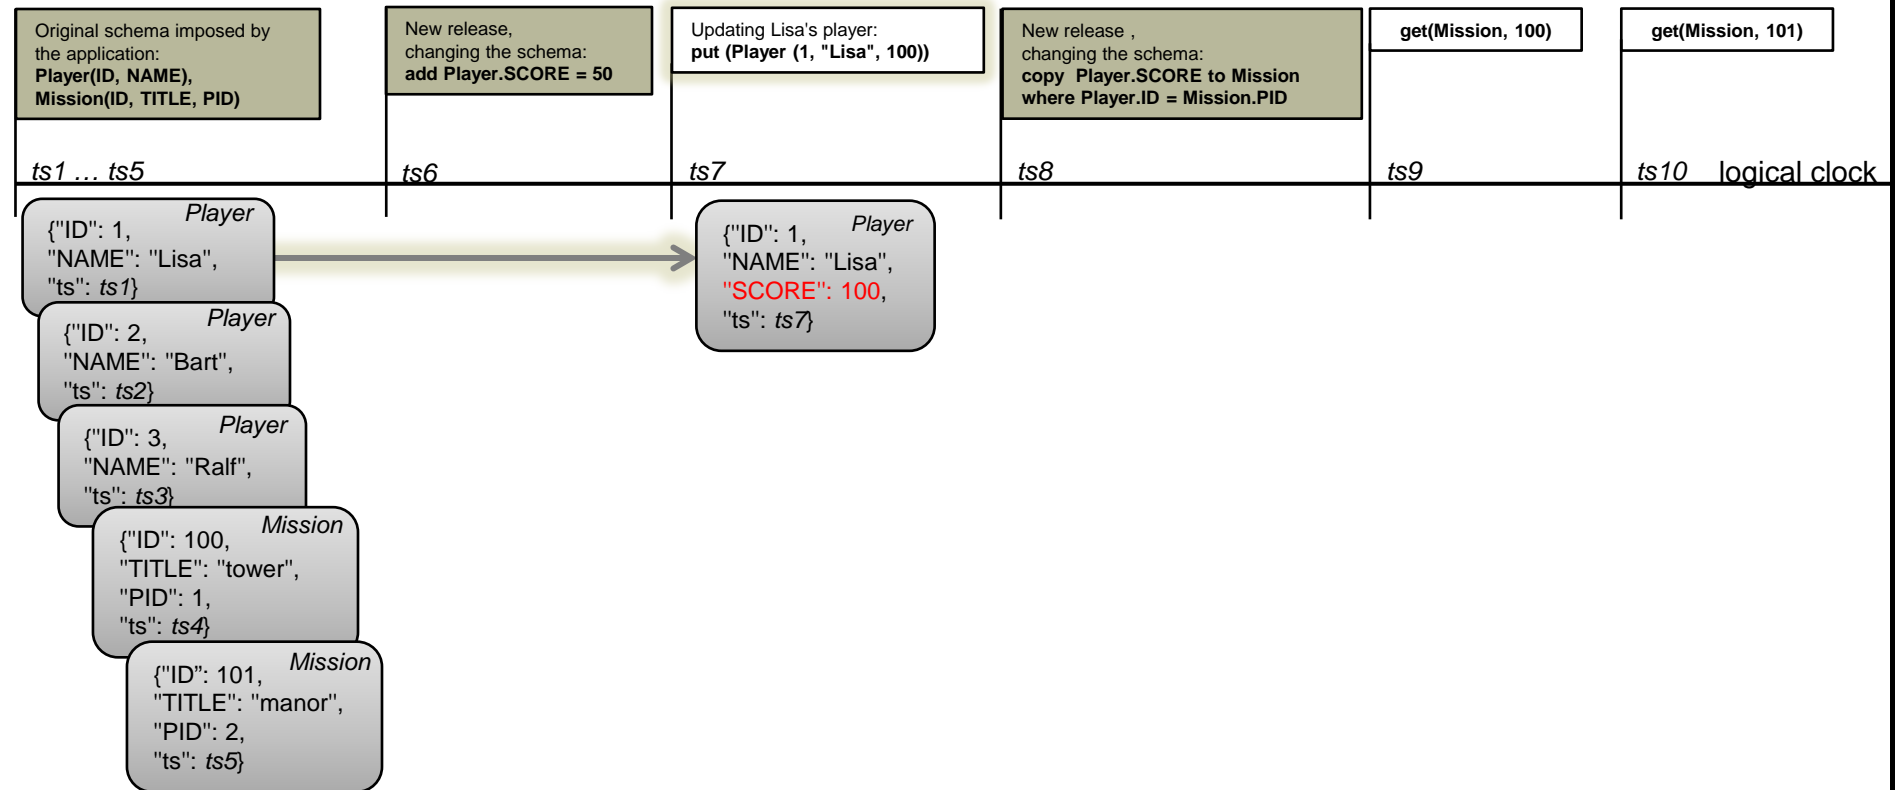 Original schema imposed by
the application:
Player(ID, NAME),
Mission(ID, TITLE, PID)
New release,
changing the schema:
add Player.SCORE = 50
Updating Lisa's player:
put (Player (1, "Lisa", 100))
New release ,
changing the schema:
copy Player.SCORE to Mission
where Player.ID = Mission.PID
get(Mission, 100)
get(Mission, 101)
ts1 … ts5
ts6
ts7
ts8
ts9
ts10
logical clock
Player
{"ID": 1,
"NAME": "Lisa",
"ts": ts1}
Player
{"ID": 2,
"NAME": "Bart",
"ts": ts2}
Player
{"ID": 3,
"NAME": "Ralf",
"ts": ts3}
Mission
{"ID": 100,
"TITLE": "tower",
"PID": 1,
"ts": ts4}
Mission
{"ID”: 101,
"TITLE": "manor",
"PID": 2,
"ts": ts5}
Player
{"ID": 1,
"NAME": "Lisa",
"SCORE": 100,
"ts": ts7}